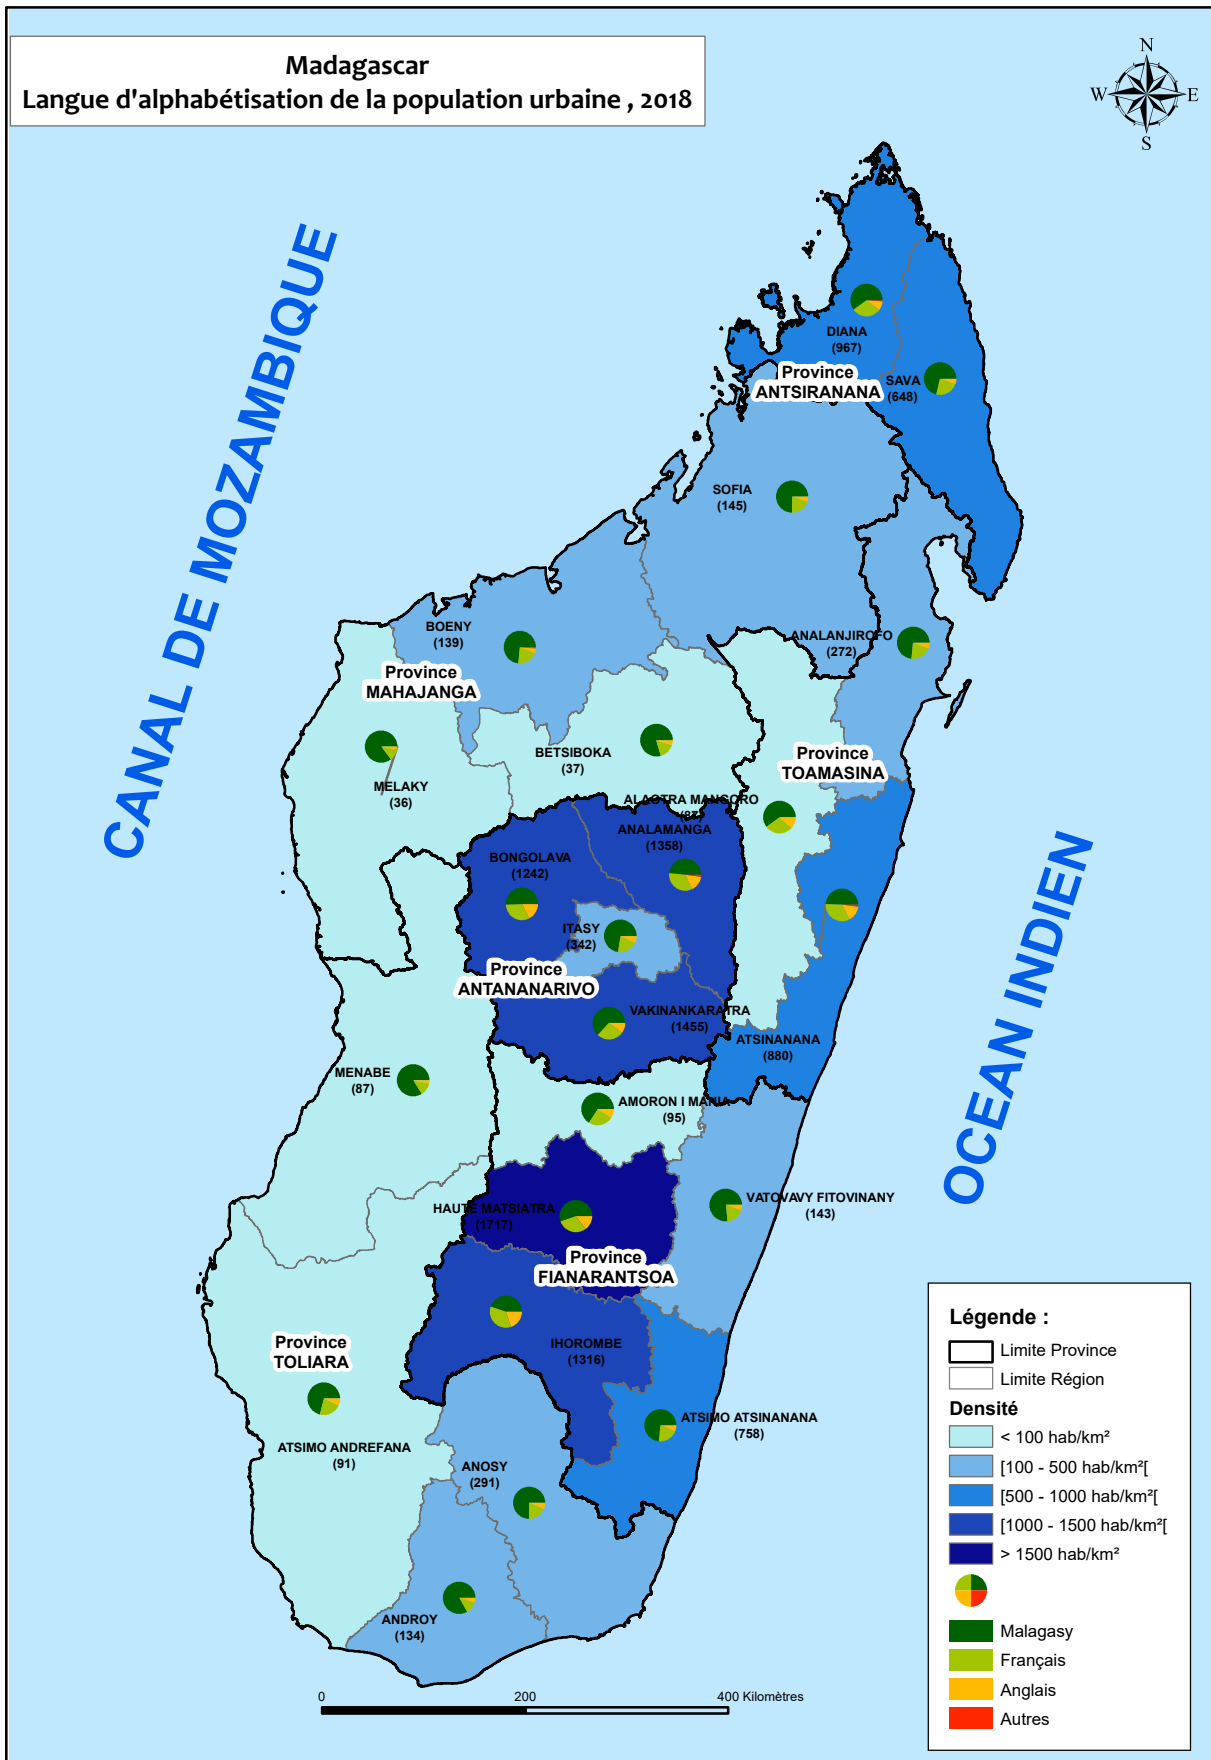 Madagascar
Langue d'alphabétisation de la population urbaine , 2018
N
W
E
S
CANAL DE MOZAMBIQUE
OCEAN INDIEN
DIANA
(967)
Province
ANTSIRANANA
SAVA
(648)
SOFIA
(145)
BOENY
(139)
ANALANJIROFO
(272)
Province
MAHAJANGA
BETSIBOKA
(37)
Province
TOAMASINA
MELAKY
(36)
ALAOTRA MANGORO
ANALAMANGA
(1358)
BONGOLAVA
(1242)
ITASY
(342)
Province
ANTANANARIVO
VAKINANKARATRA
(1455)
ATSINANANA
(880)
MENABE
(87)
AMORON I MANIA
(95)
VATOVAVY FITOVINANY
(143)
HAUTE MATSIATRA
(1717)
Province
FIANARANTSOA
IHOROMBE
(1316)
Province
TOLIARA
ATSIMO ATSINANANA
(758)
ATSIMO ANDREFANA
(91)
ANOSY
(291)
ANDROY
(134)
0
200
400 Kilomètres
Légende :
Limite Province
Limite Région
Densité
< 100 hab/km²
[100 - 500 hab/km²[
[500 - 1000 hab/km²[
[1000 - 1500 hab/km²[
> 1500 hab/km²
Malagasy
Français
Anglais
Autres